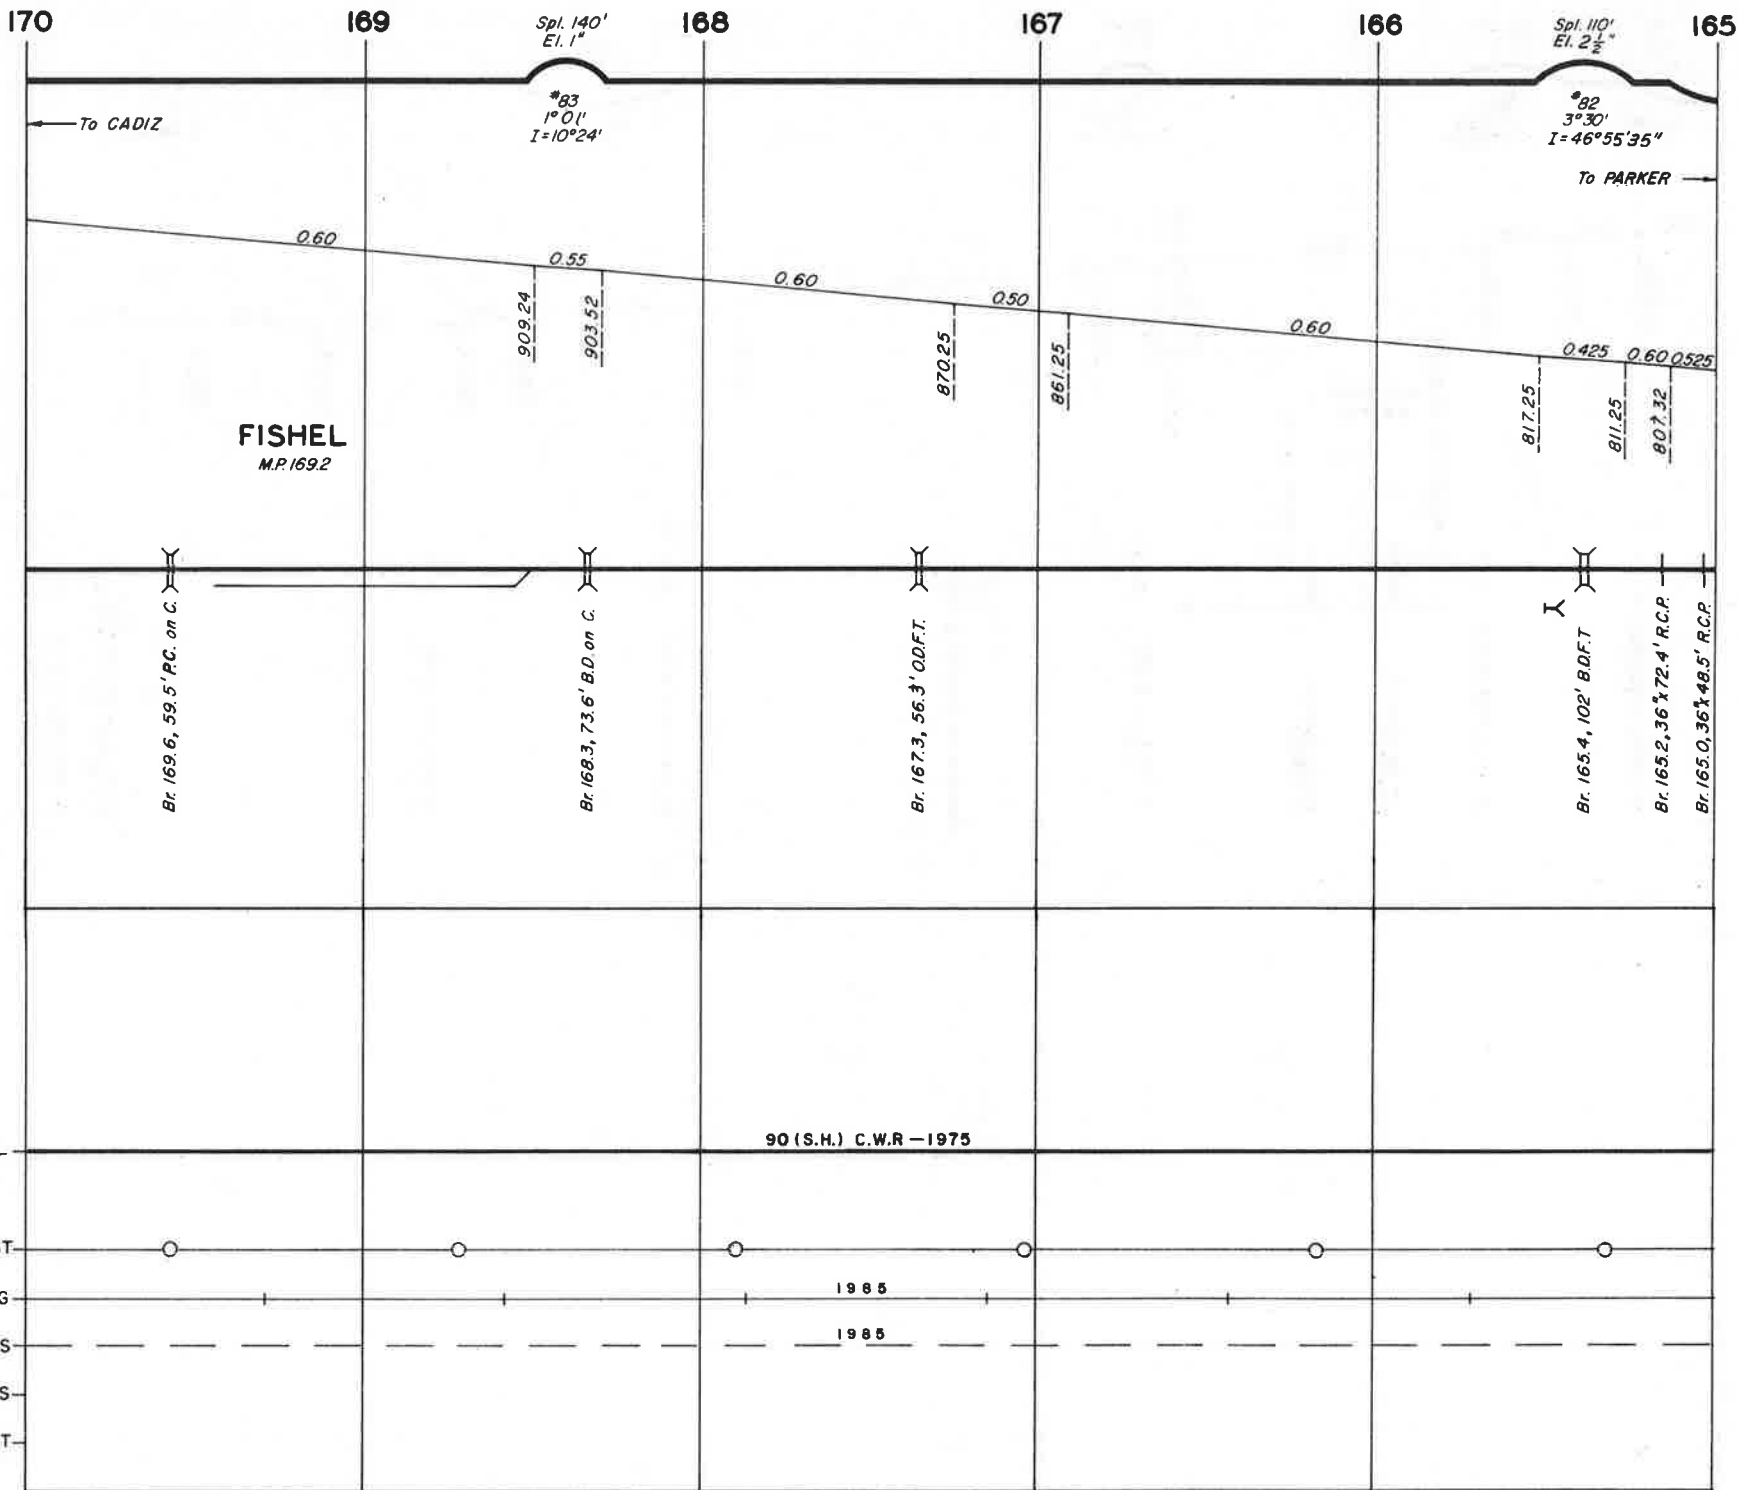 170 169 168 167 166 165
Spl. 140'
El. 1"
Spl. 110'
El. 2 1/2"
#83
1° 01'
I=10°24'
#82
3°30'
I=46°55'35"
To CADIZ
To PARKER
0.60
0.55
0.60
0.50
0.60
0.425
0.60
0.525
909.24
903.52
870.25
861.25
817.25
811.25
807.32
FISHEL
M.P. 169.2
Br. 169.6, 59.5' P.C. on C.
Br. 168.3, 73.6' B.D. on C.
Br. 167.3, 56.3' O.D.F.T.
Br. 165.4, 102' B.D.F.T
Br. 165.2, 36"x72.4' R.C.P.
Br. 165.0, 36"x48.5' R.C.P.
90 (S.H.) C.W.R — 1975
T
G
1985
S
1985
S
T